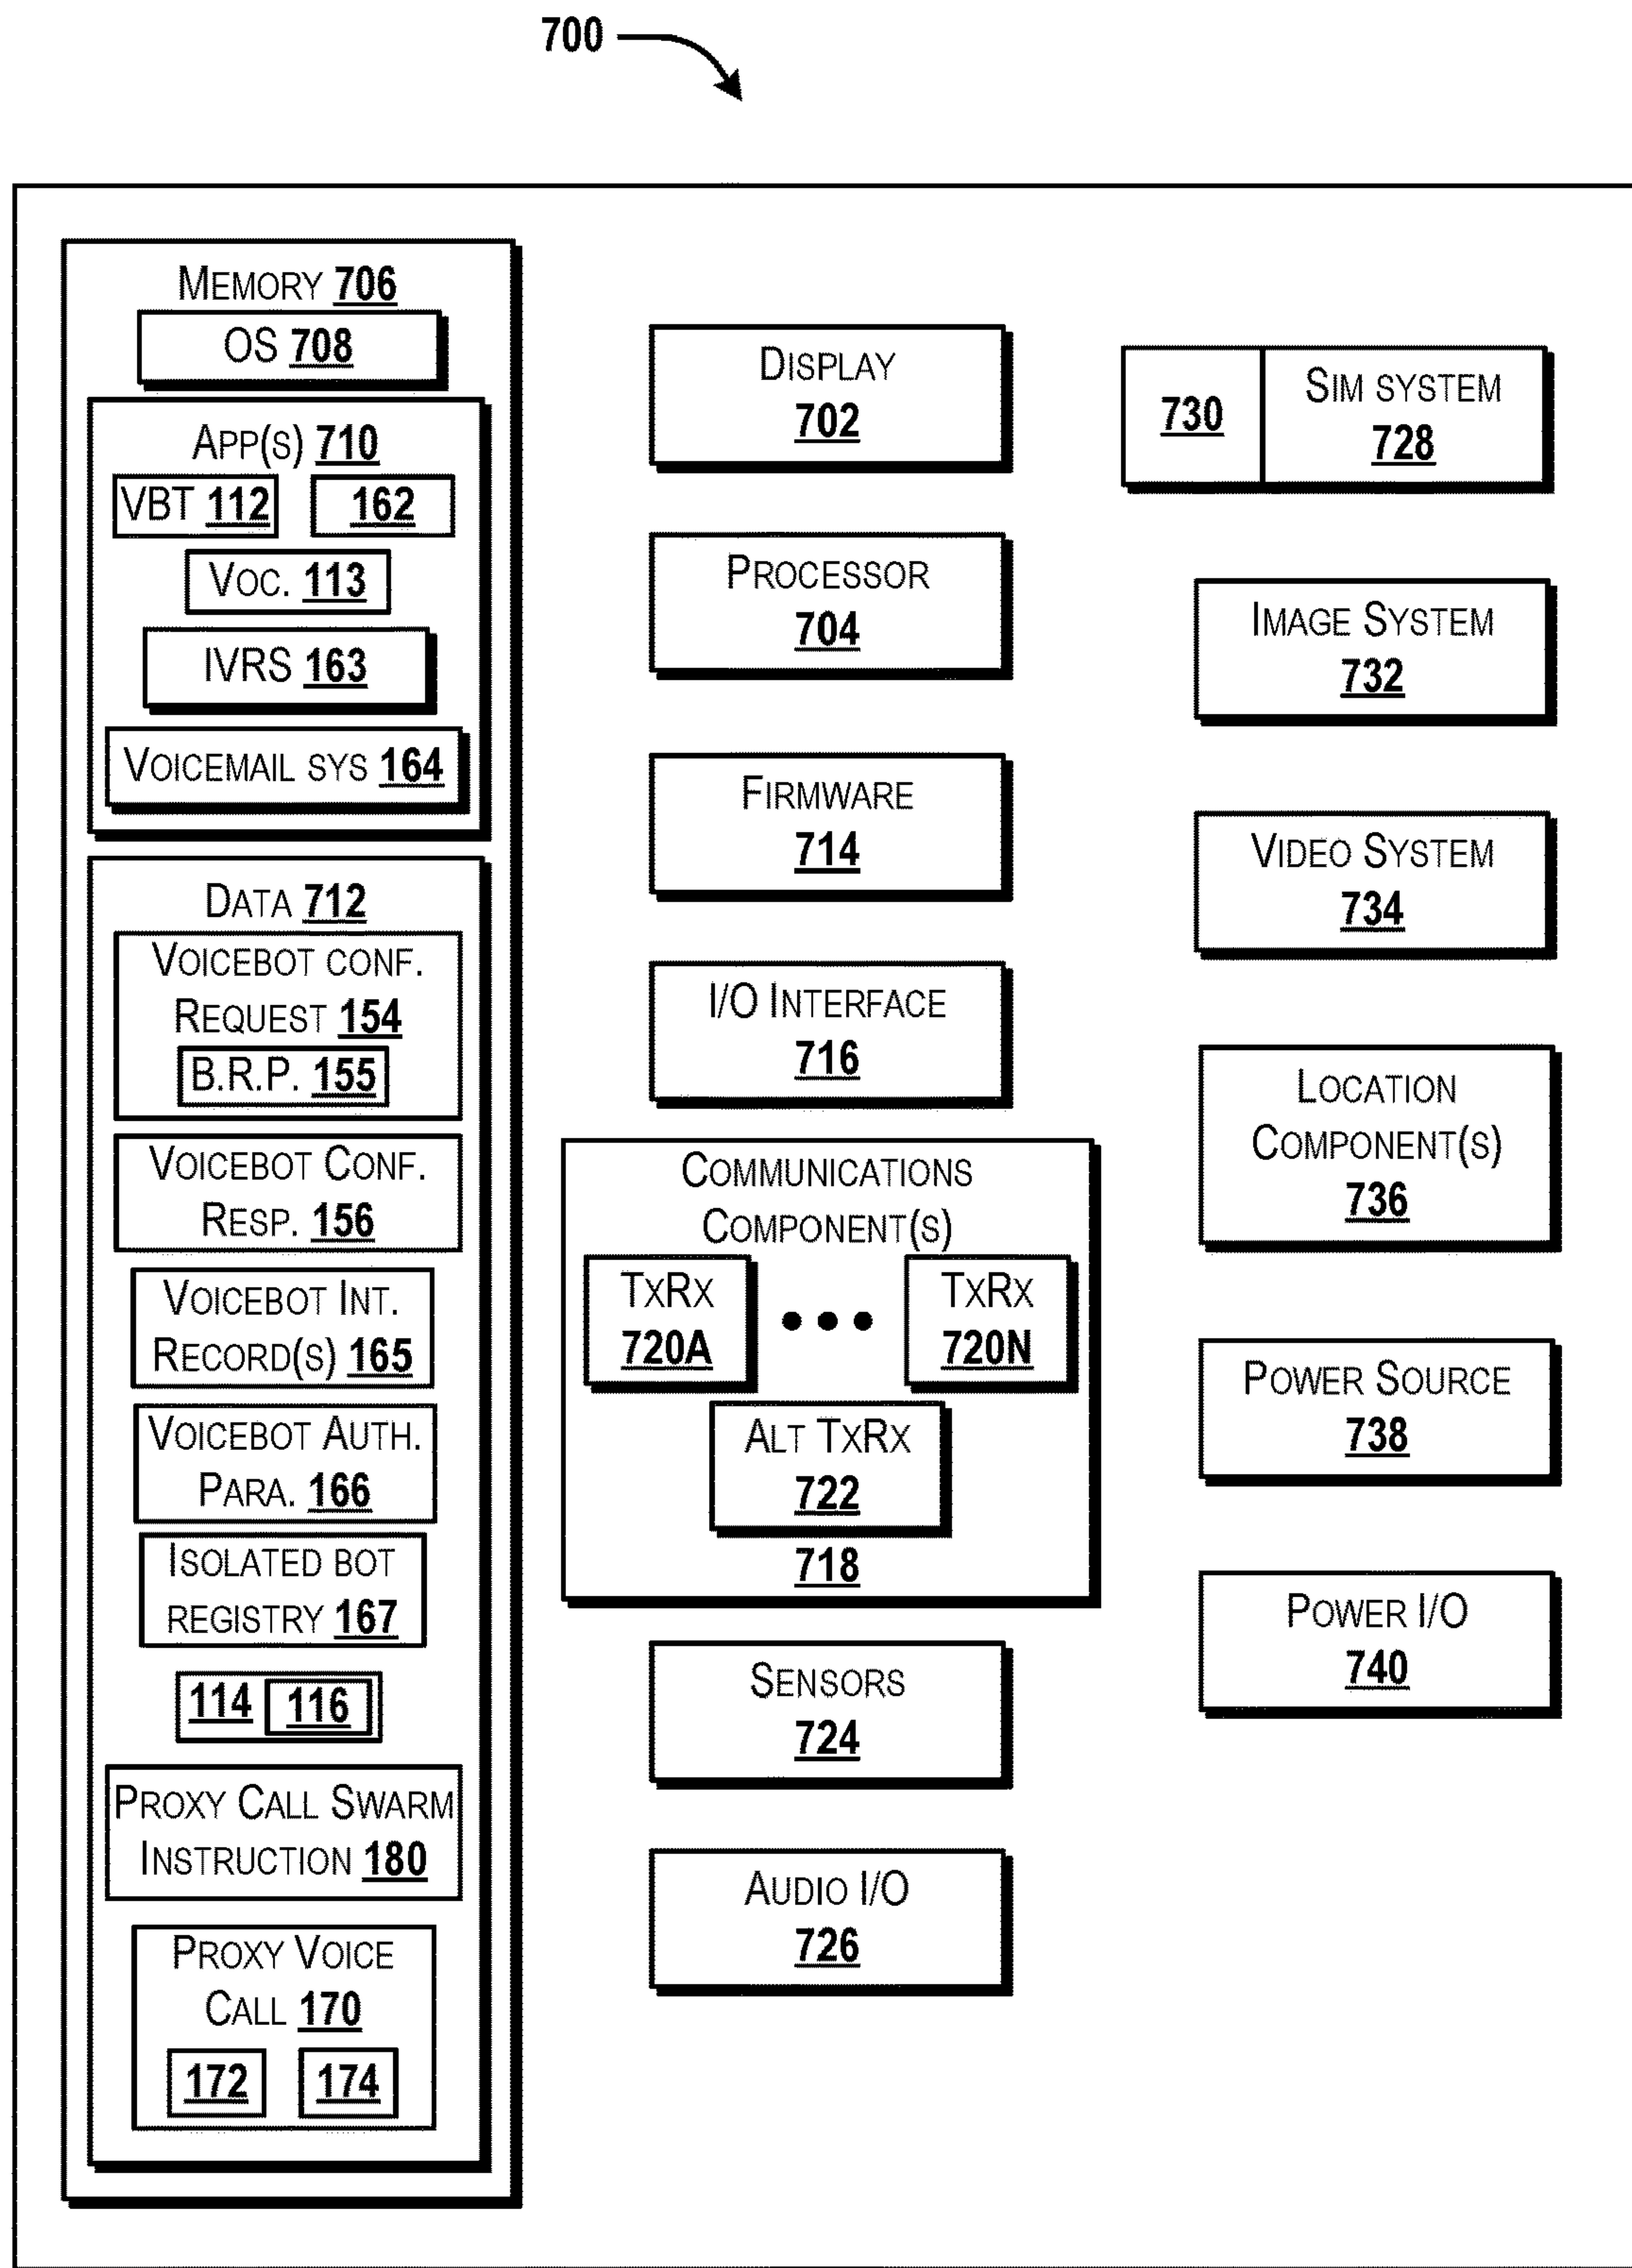 700
MEMORY 706
OS 708
APP(S) 710
VBT 112
162
VOC. 113
IVRS 163
VOICEMAIL SYS 164
DATA 712
VOICEBOT CONF.
REQUEST 154
B.R.P. 155
VOICEBOT CONF.
RESP. 156
VOICEBOT INT.
RECORD(S) 165
VOICEBOT AUTH.
PARA. 166
ISOLATED BOT
REGISTRY 167
114 116
PROXY CALL SWARM
INSTRUCTION 180
PROXY VOICE
CALL 170
172 174
DISPLAY
702
PROCESSOR
704
FIRMWARE
714
I/O INTERFACE
716
COMMUNICATIONS
COMPONENT(S)
TXRX
720A
TXRX
720N
ALT TXRX
722
718
SENSORS
724
AUDIO I/O
726
730
SIM SYSTEM
728
IMAGE SYSTEM
732
VIDEO SYSTEM
734
LOCATION
COMPONENT(S)
736
POWER SOURCE
738
POWER I/O
740